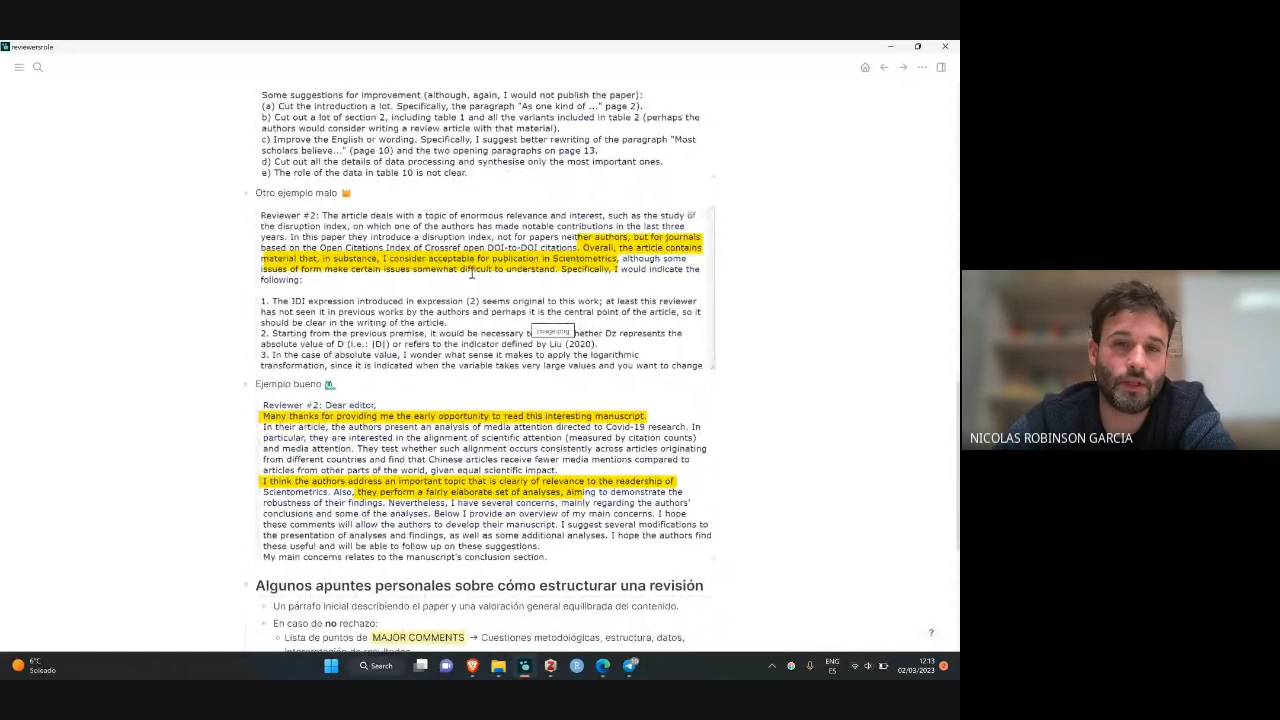 reviewersrole
Some suggestions for improvement (although, again, I would not publish the paper):
(a) Cut the introduction a lot. Specifically, the paragraph "As one kind of ..." page 2).
b) Cut out a lot of section 2, including table 1 and all the variants included in table 2 (perhaps the
authors would consider writing a review article with that material).
c) Improve the English or wording. Specifically, I suggest better rewriting of the paragraph "Most
scholars believe..." (page 10) and the two opening paragraphs on page 13.
d) Cut out all the details of data processing and synthesise only the most important ones.
e) The role of the data in table 10 is not clear.
Otro ejemplo malo
Reviewer #2: The article deals with a topic of enormous relevance and interest, such as the study of
the disruption index, on which one of the authors has made notable contributions in the last three
years. In this paper they introduce a disruption index, not for papers neither authors, but for journals
based on the Open Citations Index of Crossref open DOI-to-DOI citations. Overall, the article contains
material that, in substance, I consider acceptable for publication in Scientometrics, although some
issues of form make certain issues somewhat difficult to understand. Specifically, I would indicate the
following:
1. The JDI expression introduced in expression (2) seems original to this work; at least this reviewer
has not seen it in previous works by the authors and perhaps it is the central point of the article, so it
should be clear in the writing of the article.
2. Starting from the previous premise, it would be necessary to hether Dz represents the
image.png
absolute value of D (i.e.: |D|) or refers to the indicator defined by Liu (2020).
3. In the case of absolute value, I wonder what sense it makes to apply the logarithmic
transformation, since it is indicated when the variable takes very large values and you want to change
Ejemplo bueno
Reviewer #2: Dear editor,
Many thanks for providing me the early opportunity to read this interesting manuscript.
In their article, the authors present an analysis of media attention directed to Covid-19 research. In
particular, they are interested in the alignment of scientific attention (measured by citation counts)
and media attention. They test whether such alignment occurs consistently across articles originating
from different countries and find that Chinese articles receive fewer media mentions compared to
articles from other parts of the world, given equal scientific impact.
I think the authors address an important topic that is clearly of relevance to the readership of
Scientometrics. Also, they perform a fairly elaborate set of analyses, aiming to demonstrate the
robustness of their findings. Nevertheless, I have several concerns, mainly regarding the authors'
conclusions and some of the analyses. Below I provide an overview of my main concerns. I hope
these comments will allow the authors to develop their manuscript. I suggest several modifications to
the presentation of analyses and findings, as well as some additional analyses. I hope the authors find
these useful and will be able to follow up on these suggestions.
My main concerns relates to the manuscript's conclusion section.
Algunos apuntes personales sobre cómo estructurar una revisión
Un párrafo inicial describiendo el paper y una valoración general equilibrada del contenido.
En caso de no rechazo:
Lista de puntos de MAJOR COMMENTS → Cuestiones metodológicas, estructura, datos,
interpretación de resultados
?
NICOLAS ROBINSON GARCIA
6°C
Soleado
Search
ENG
ES
12:13
02/03/2023
2